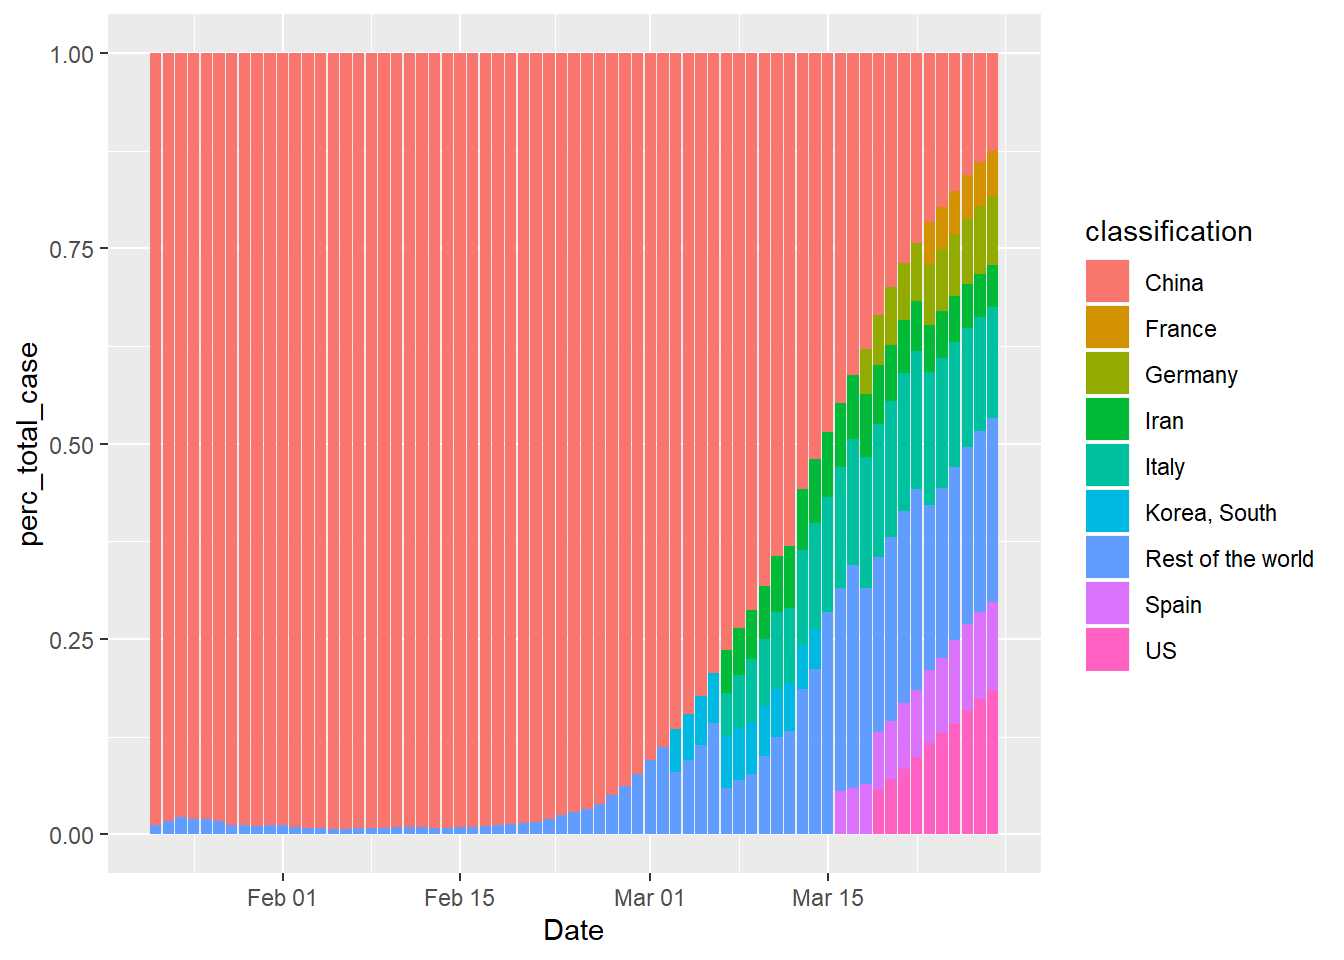 1.00
0.75
0.50
0.25
0.00
perc_total_case
Feb 01
Feb 15
Mar 01
Mar 15
Date
classification
China
France
Germany
Iran
Italy
Korea, South
Rest of the world
Spain
US